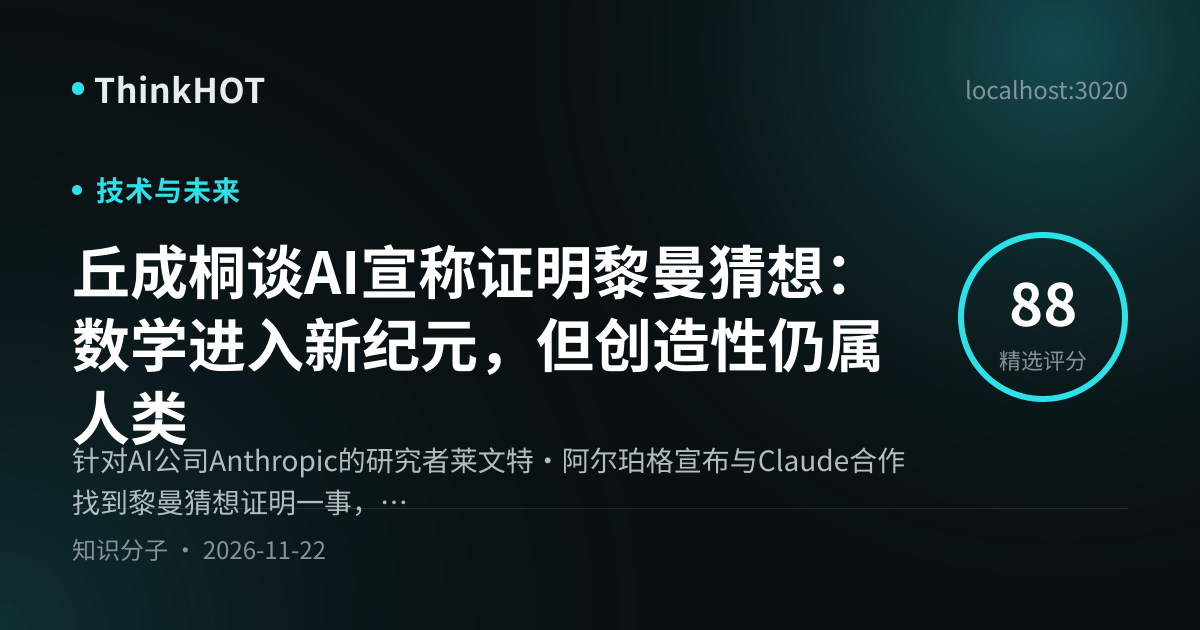 ThinkHOT
localhost:3020
技术与未来
丘成桐谈AI宣称证明黎曼猜想：
数学进入新纪元，但创造性仍属
人类
88
精选评分
针对AI公司Anthropic的研究者莱文特·阿尔珀格宣布与Claude合作
找到黎曼猜想证明一事，…
知识分子 · 2026-11-22